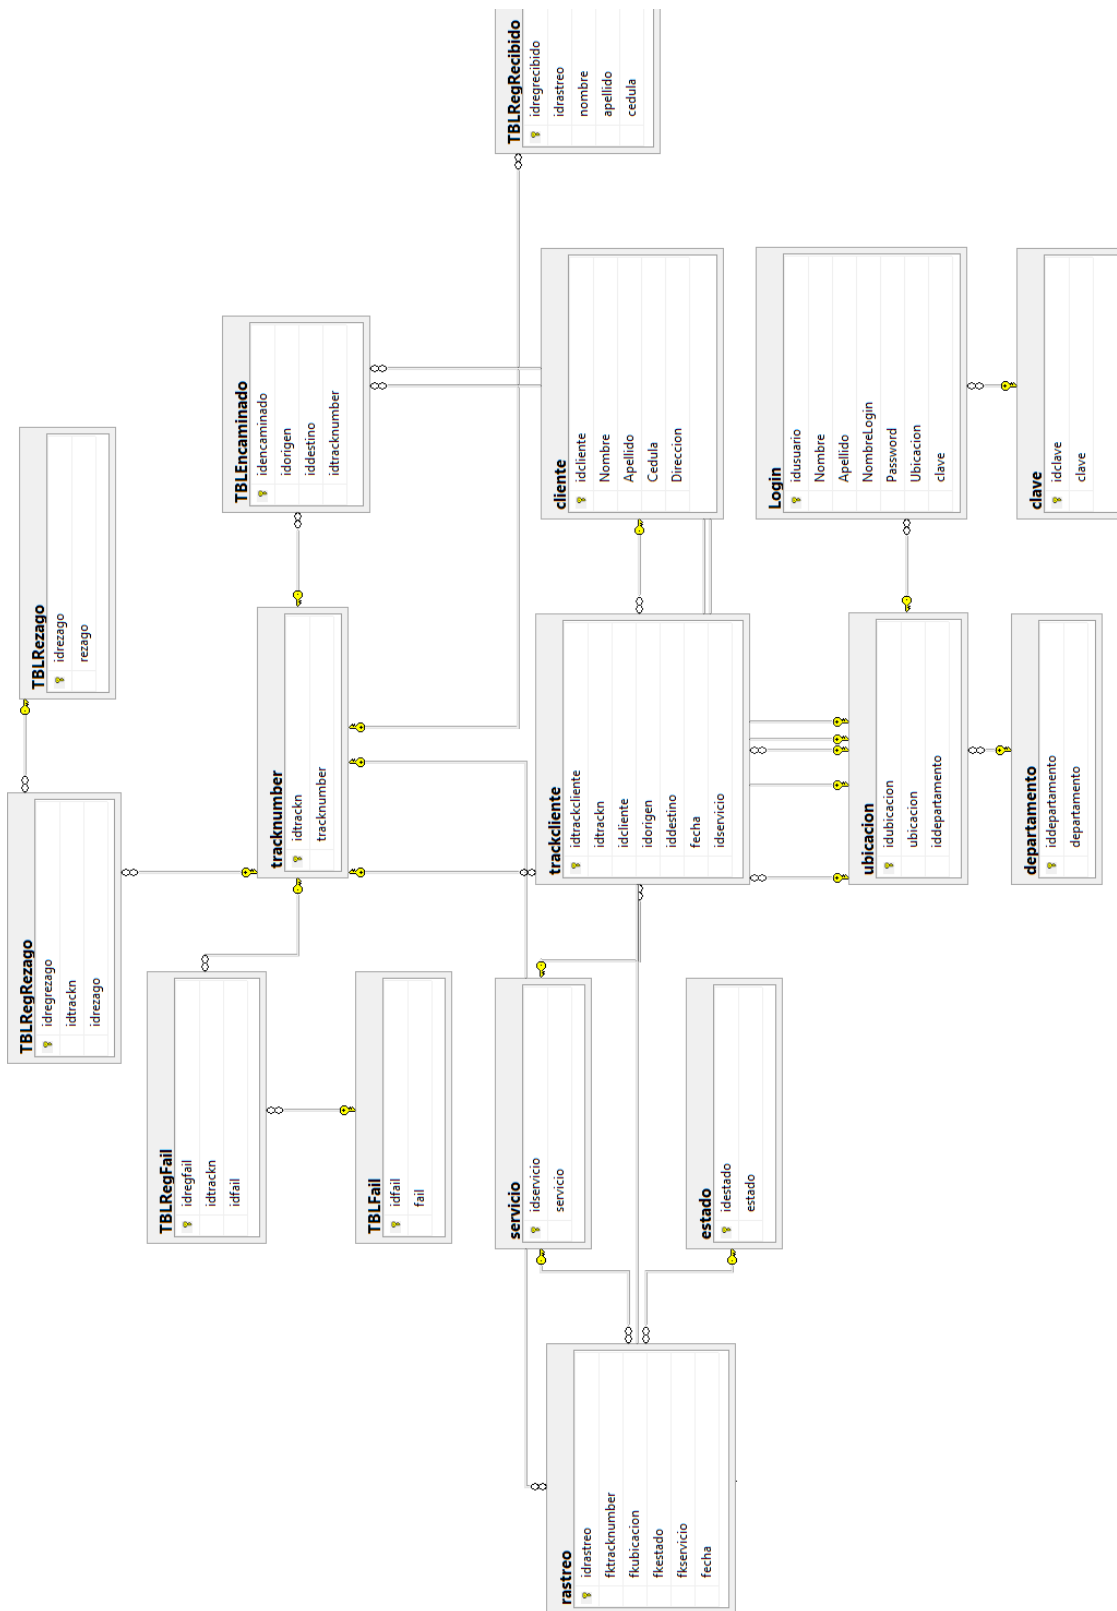 TBLRegRezago
idregrezago
idtrackn
idrezago
TBLRezago
idrezago
rezago
TBLRegFail
idregfail
idtrackn
idfail
tracknumber
idtrackn
tracknumber
TBLEncaminado
idencaminado
idorigen
iddestino
idtracknumber
TBLFail
idfail
fail
servicio
idservicio
servicio
trackcliente
idtrackcliente
idtrackn
idcliente
idorigen
iddestino
fecha
idservicio
cliente
idcliente
Nombre
Apellido
Cedula
Direccion
TBLRegRecibido
idregrecibido
idrastreo
nombre
apellido
cedula
rastreo
idrastreo
fktracknumber
fkubicacion
fkestado
fkservicio
fecha
estado
idestado
estado
ubicacion
idubicacion
ubicacion
iddepartamento
Login
idusuario
Nombre
Apellido
NombreLogin
Password
Ubicacion
clave
departamento
iddepartamento
departamento
clave
idclave
clave